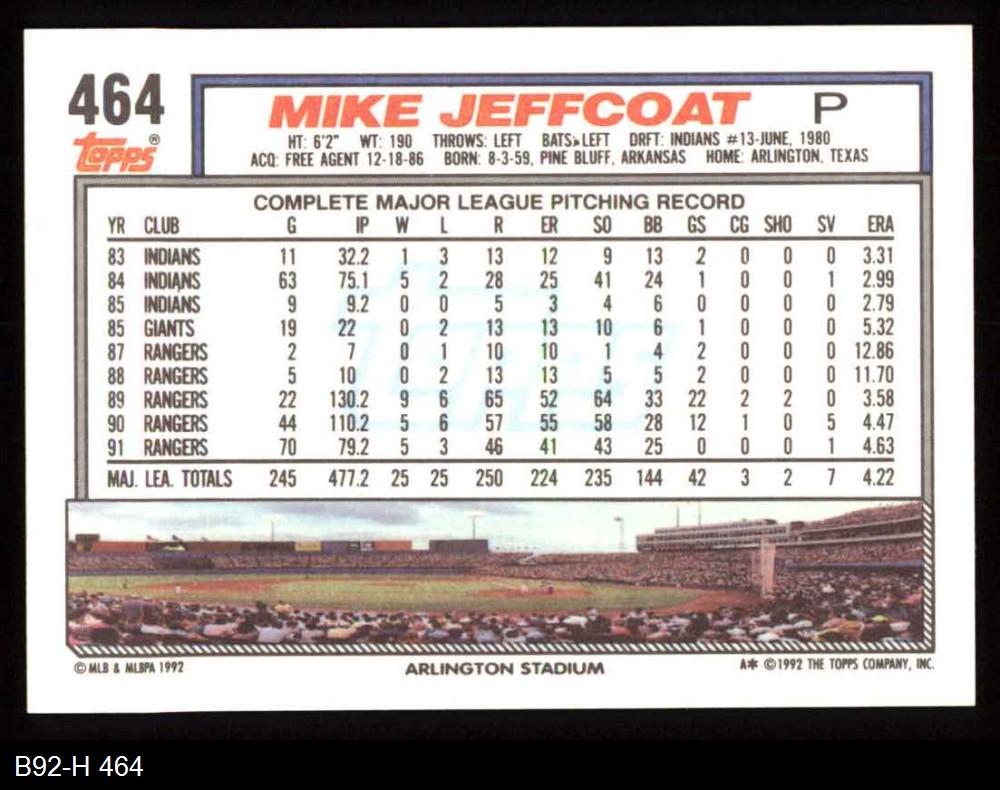 464
Topps®
MIKE JEFFCOAT P
HT: 6'2" WT: 190 THROWS: LEFT BATS: LEFT DRFT: INDIANS #13-JUNE, 1980
ACQ: FREE AGENT 12-18-86 BORN: 8-3-59, PINE BLUFF, ARKANSAS HOME: ARLINGTON, TEXAS
COMPLETE MAJOR LEAGUE PITCHING RECORD
YR CLUB G IP W L R ER SO BB GS CG SHO SV ERA
83 INDIANS 11 32.2 1 3 13 12 9 13 2 0 0 0 3.31
84 INDIANS 63 75.1 5 2 28 25 41 24 1 0 0 1 2.99
85 INDIANS 9 9.2 0 0 5 3 4 6 0 0 0 0 2.79
85 GIANTS 19 22 0 2 13 13 10 6 1 0 0 0 5.32
87 RANGERS 2 7 0 1 10 10 1 4 2 0 0 0 12.86
88 RANGERS 5 10 0 2 13 13 5 5 2 0 0 0 11.70
89 RANGERS 22 130.2 9 6 65 52 64 33 22 2 2 0 3.58
90 RANGERS 44 110.2 5 6 57 55 58 28 12 1 0 5 4.47
91 RANGERS 70 79.2 5 3 46 41 43 25 0 0 0 1 4.63
MAJ. LEA. TOTALS 245 477.2 25 25 250 224 235 144 42 3 2 7 4.22
Topps
© MLB & MLBPA 1992 ARLINGTON STADIUM A* ©1992 THE TOPPS COMPANY, INC.
B92-H 464